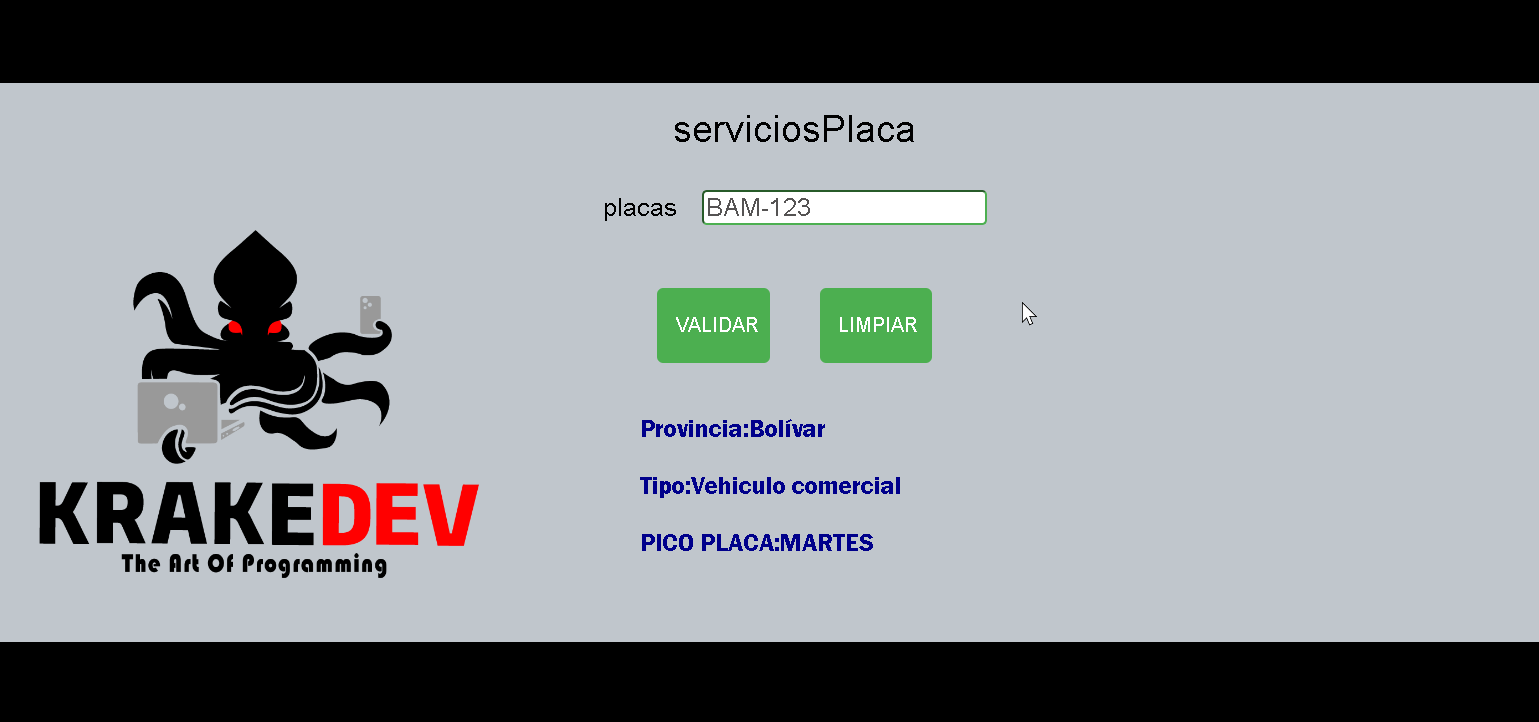 serviciosPlaca
placas BAM-123
VALIDAR LIMPIAR
Provincia:Bolívar
Tipo:Vehiculo comercial
PICO PLACA:MARTES
KRAKEDEV
The Art Of Programming